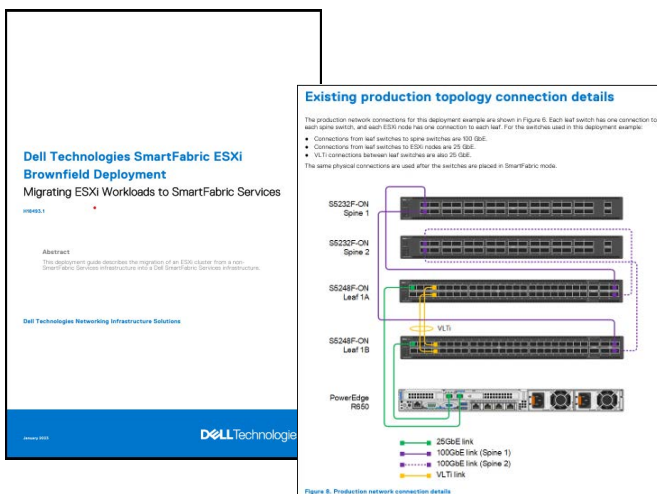 Dell Technologies SmartFabric ESXi
Brownfield Deployment
Migrating ESXi Workloads to SmartFabric Services
H18493.1
Abstract
This deployment guide describes the migration of an ESXi cluster from a non-
SmartFabric Services infrastructure into a Dell SmartFabric Services infrastructure.
Dell Technologies Networking Infrastructure Solutions
January 2023
DELLTechnologie
Existing production topology connection details
The production network connections for this deployment example are shown in Figure 6. Each leaf switch has one connection to
each spine switch, and each ESXi node has one connection to each leaf. For the switches used in this deployment example:
● Connections from leaf switches to spine switches are 100 GbE.
● Connections from leaf switches to ESXi nodes are 25 GbE.
● VLTi connections between leaf switches are also 25 GbE.
The same physical connections are used after the switches are placed in SmartFabric mode.
S5232F-ON
Spine 1
S5232F-ON
Spine 2
S5248F-ON
Leaf 1A
VLTi
S5248F-ON
Leaf 1B
PowerEdge
R650
25GbE link
100GbE link (Spine 1)
100GbE link (Spine 2)
VLTi link
Figure 6. Production network connection details